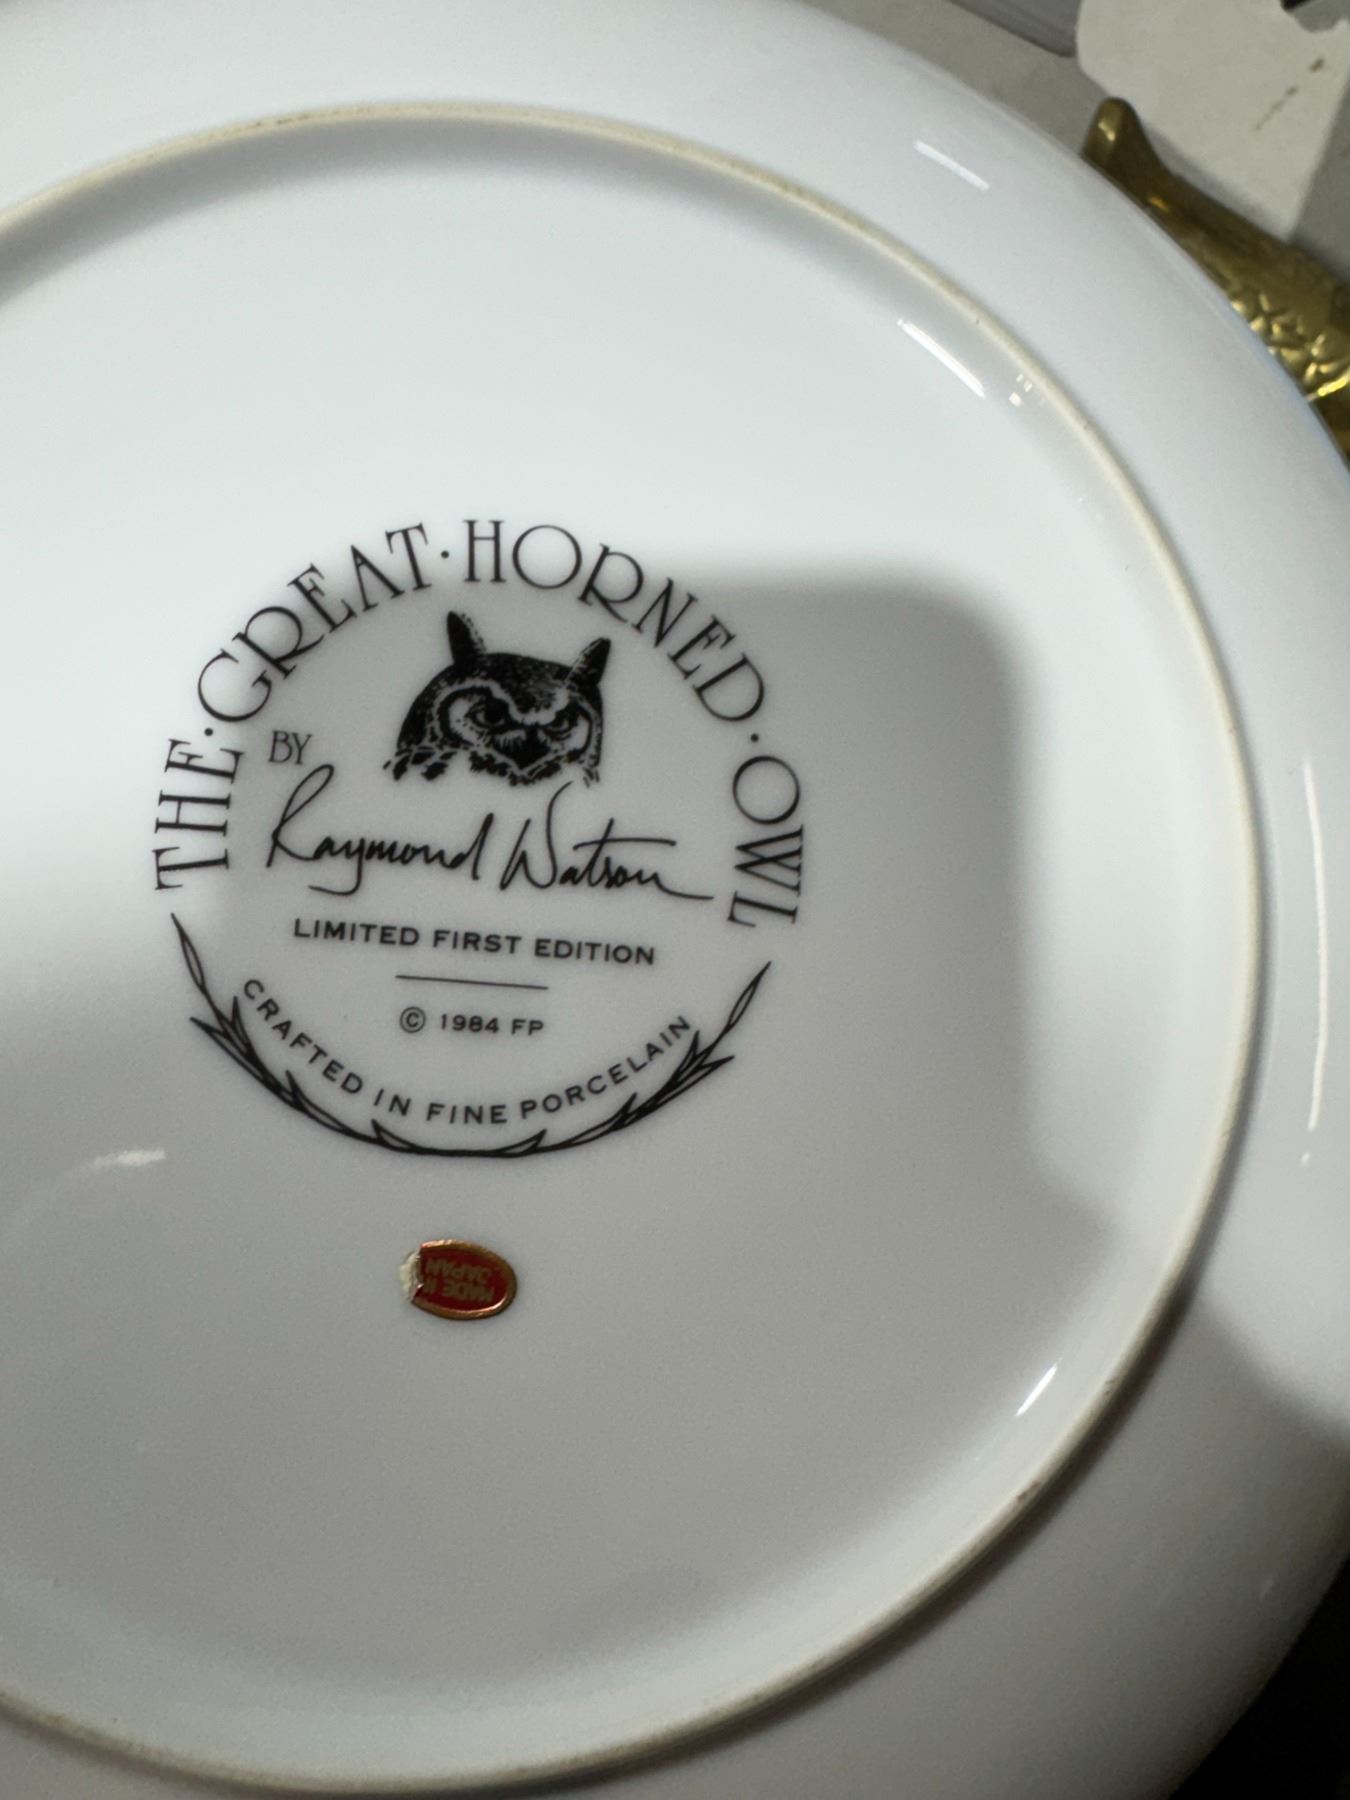 THE·GREAT·HORNED·OWL
BY
Raymond Watson
LIMITED FIRST EDITION
© 1984 FP
CRAFTED IN FINE PORCELAIN
MADE IN
JAPAN